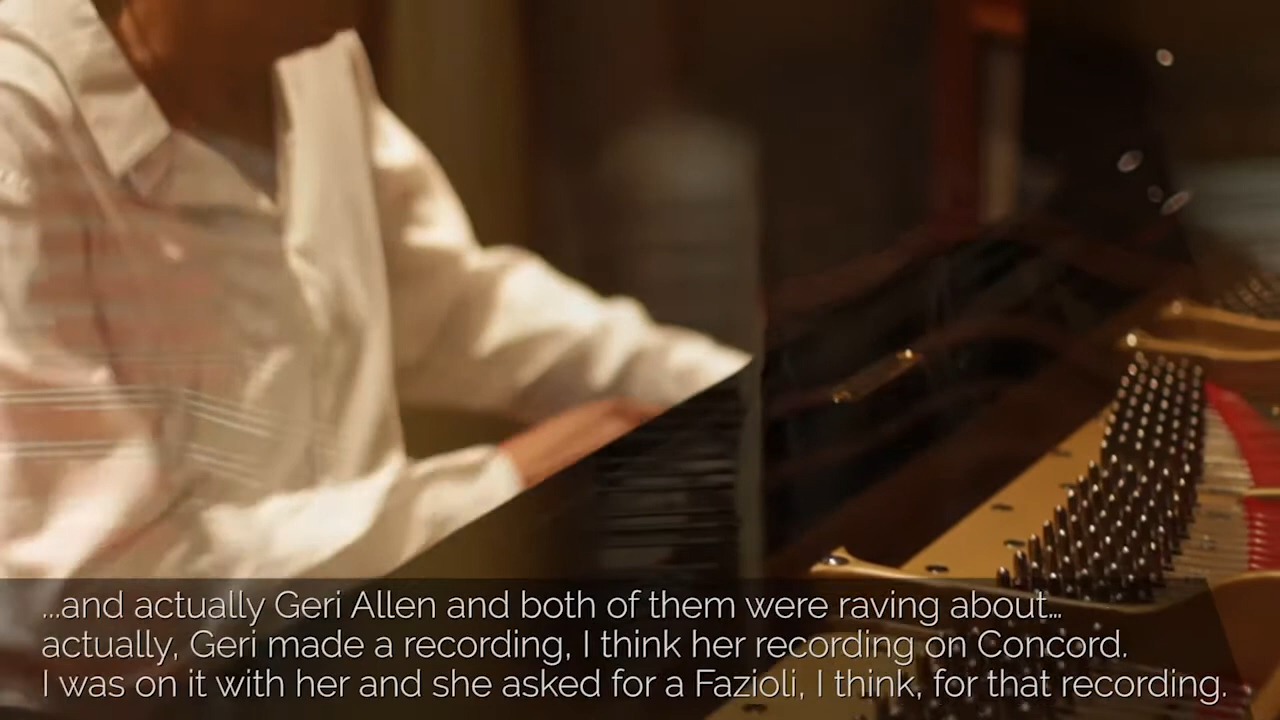 ...and actually Geri Allen and both of them were raving about...
actually, Geri made a recording, I think her recording on Concord.
I was on it with her and she asked for a Fazioli, I think, for that recording.